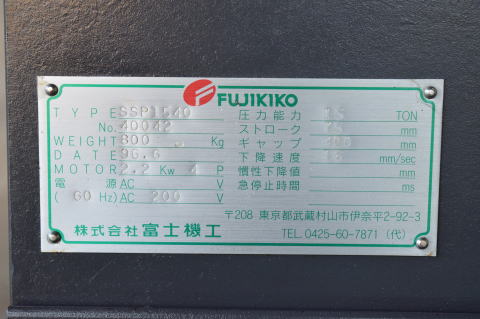 FUJIKIKO
TYPE SSP1540
No. 40042
WEIGHT 800 Kg
DATE 96.6
MOTOR 2.2 Kw 4 P
電源 AC V
(60 Hz) AC 200 V
圧力能力 15 TON
ストローク mm
ギャップ mm
下降速度 mm/sec
惰性下降値 mm
急停止時間 ms
〒208 東京都武蔵村山市伊奈平2-92-3
株式会社 富士機工 TEL. 0425-60-7871 (代)